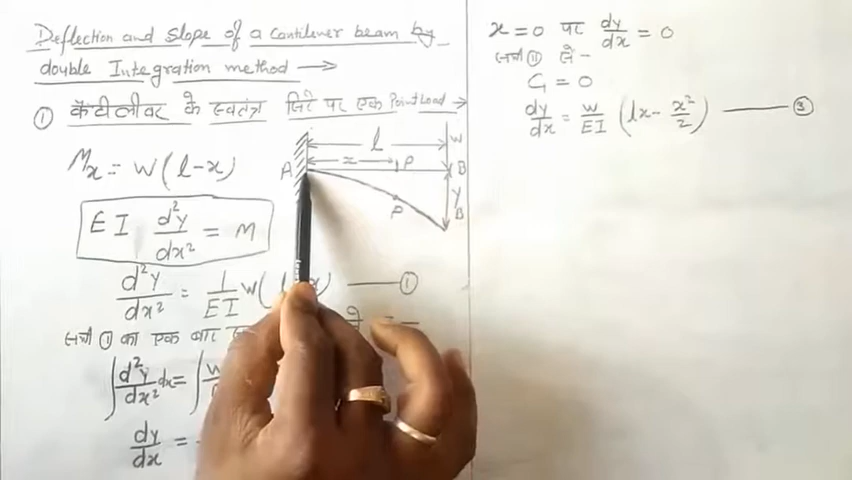 Deflection and slope of a cantilever beam by
double Integration method →
① कैंटीलीवर के स्वतंत्र सिरे पर एक Point Load →
Mx = W(l-x)
l
W
x
P
A
B
P
yB
EI d²y/dx² = M
d²y/dx² = 1/EI W(l x) —— ①
समी ① का एक बार
∫ d²y/dx² dx = ∫ W
dy/dx =
x = 0 पर dy/dx = 0
समी ⑪ से -
C₁ = 0
dy/dx = W/EI (lx - x²/2) —— ③